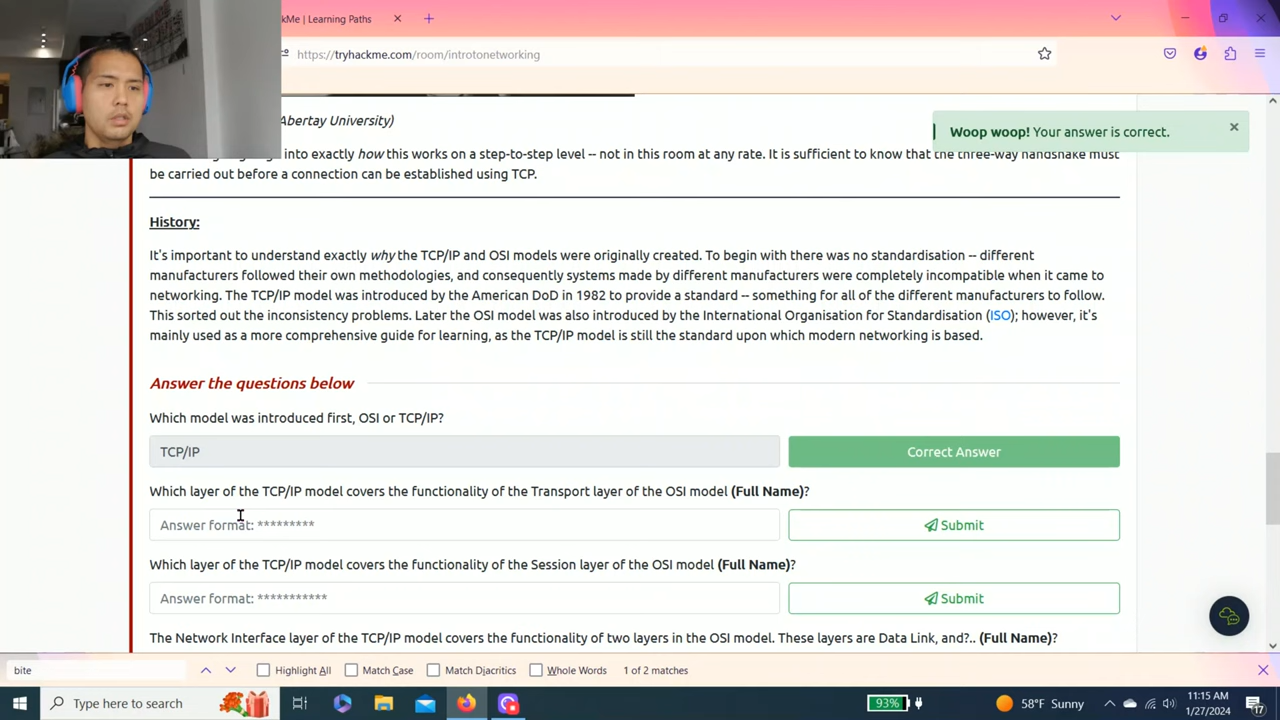 kMe | Learning Paths
https://tryhackme.com/room/introtonetworking
Abertay University)
Woop woop! Your answer is correct.
into exactly how this works on a step-to-step level -- not in this room at any rate. It is sufficient to know that the three-way handshake must
be carried out before a connection can be established using TCP.
History:
It's important to understand exactly why the TCP/IP and OSI models were originally created. To begin with there was no standardisation -- different
manufacturers followed their own methodologies, and consequently systems made by different manufacturers were completely incompatible when it came to
networking. The TCP/IP model was introduced by the American DoD in 1982 to provide a standard -- something for all of the different manufacturers to follow.
This sorted out the inconsistency problems. Later the OSI model was also introduced by the International Organisation for Standardisation (ISO); however, it's
mainly used as a more comprehensive guide for learning, as the TCP/IP model is still the standard upon which modern networking is based.
Answer the questions below
Which model was introduced first, OSI or TCP/IP?
TCP/IP
Correct Answer
Which layer of the TCP/IP model covers the functionality of the Transport layer of the OSI model (Full Name)?
Answer format: *********
Submit
Which layer of the TCP/IP model covers the functionality of the Session layer of the OSI model (Full Name)?
Answer format: ***********
Submit
The Network Interface layer of the TCP/IP model covers the functionality of two layers in the OSI model. These layers are Data Link, and?.. (Full Name)?
bite
Highlight All
Match Case
Match Diacritics
Whole Words
1 of 2 matches
Type here to search
93%
58°F Sunny
11:15 AM
1/27/2024
17